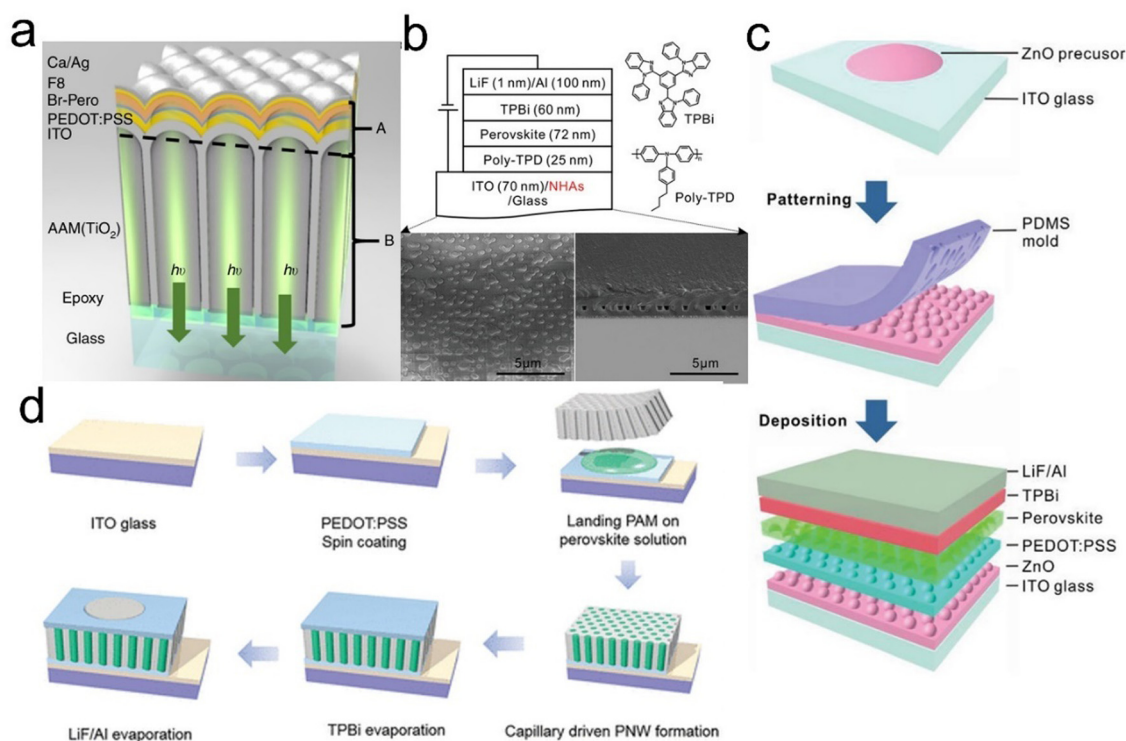 a
Ca/Ag
F8
Br-Pero
PEDOT:PSS
ITO
A
AAM(TiO2)
B
hυ
hυ
hυ
Epoxy
Glass
b
LiF (1 nm)/Al (100 nm)
TPBi (60 nm)
Perovskite (72 nm)
Poly-TPD (25 nm)
ITO (70 nm)/NHAs
/Glass
N
N
N
N
N
N
TPBi
N
n
Poly-TPD
5µm
5µm
c
ZnO precusor
ITO glass
Patterning
PDMS
mold
Deposition
LiF/Al
TPBi
Perovskite
PEDOT:PSS
ZnO
ITO glass
d
ITO glass
PEDOT:PSS
Spin coating
Landing PAM on
perovskite solution
LiF/Al evaporation
TPBi evaporation
Capillary driven PNW formation